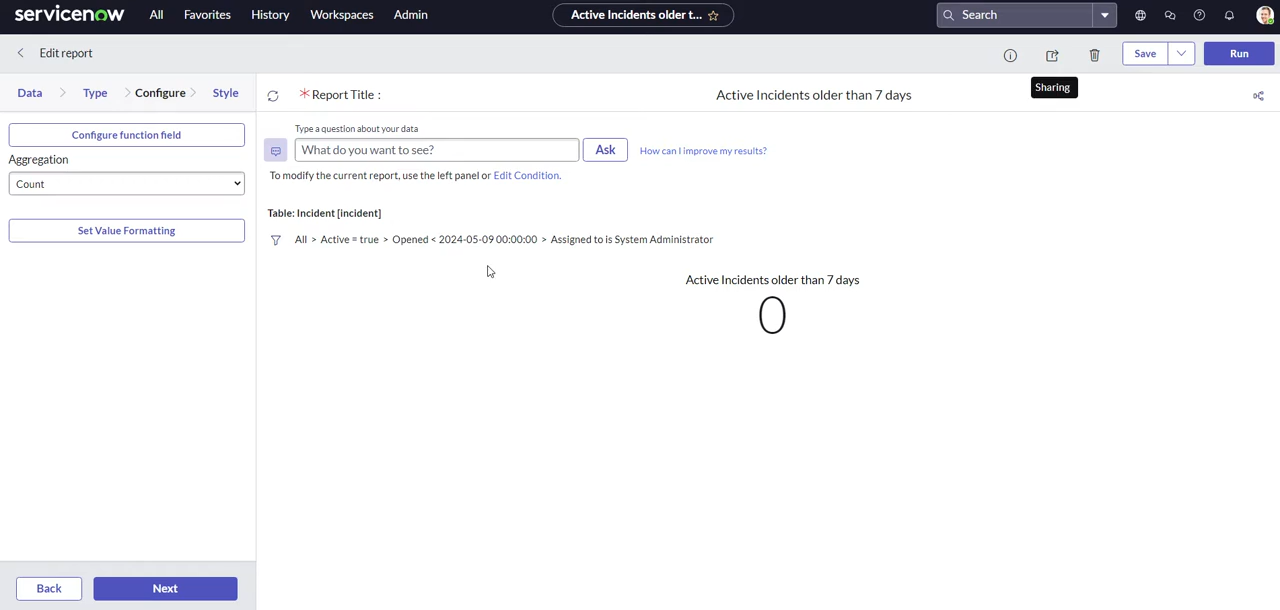 servicenow All Favorites History Workspaces Admin Active Incidents older t... Search
Edit report Save Run
Sharing
Data Type Configure Style
* Report Title : Active Incidents older than 7 days
Configure function field
Aggregation
Count
Set Value Formatting
Type a question about your data
What do you want to see? Ask How can I improve my results?
To modify the current report, use the left panel or Edit Condition.
Table: Incident [incident]
All > Active = true > Opened < 2024-05-09 00:00:00 > Assigned to is System Administrator
Active Incidents older than 7 days
0
Back Next